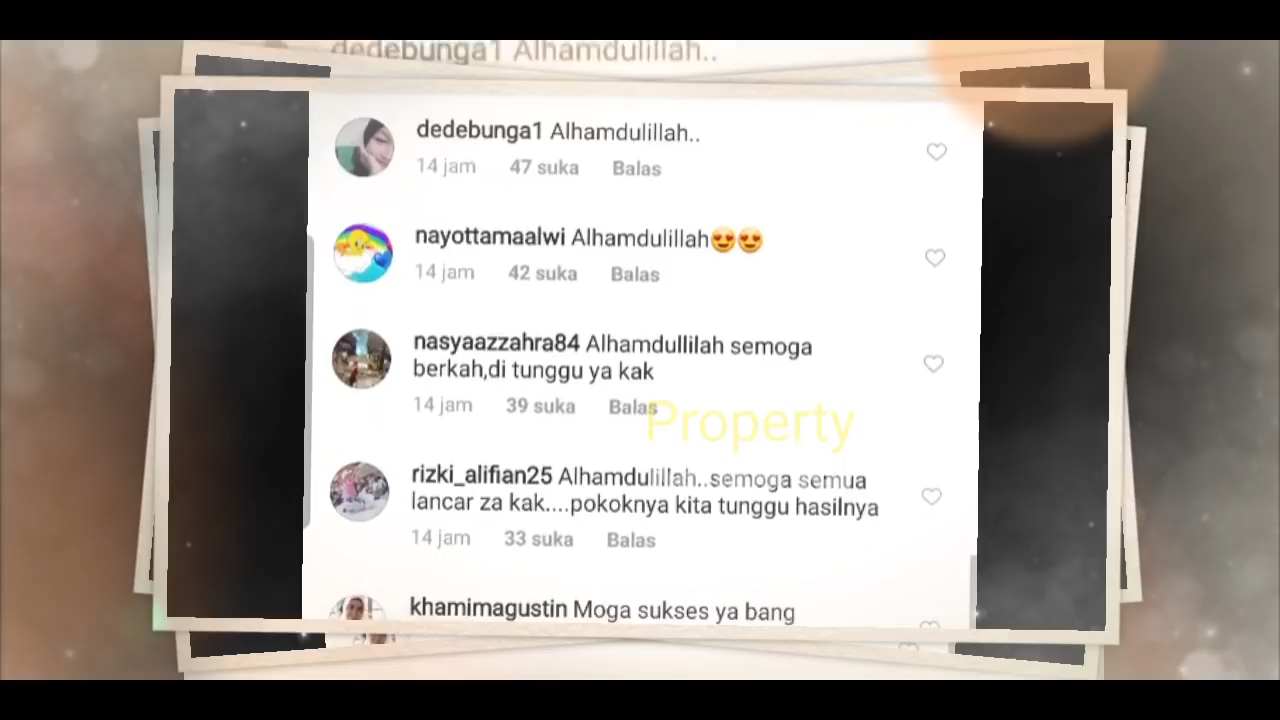 dedebunga1 Alhamdulillah..
dedebunga1 Alhamdulillah..
14 jam 47 suka Balas
nayottamaalwi Alhamdulillah😍😍
14 jam 42 suka Balas
nasyaazzahra84 Alhamdullilah semoga
berkah,di tunggu ya kak
14 jam 39 suka Balas
Property
rizki_alifian25 Alhamdulillah..semoga semua
lancar za kak....pokoknya kita tunggu hasilnya
14 jam 33 suka Balas
khamimagustin Moga sukses ya bang